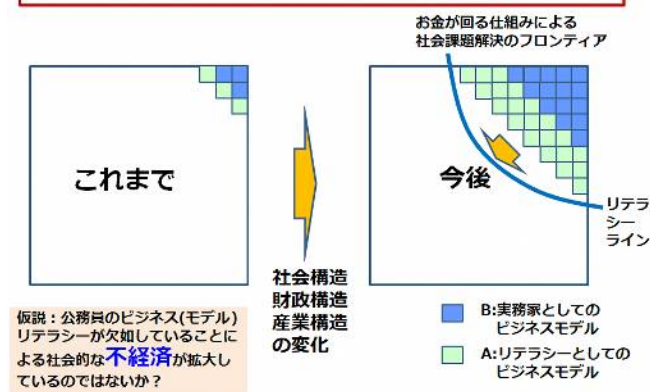 お金が回る仕組みによる
社会課題解決のフロンティア
これまで
今後
リテラ
シー
ライン
社会構造
財政構造
産業構造
の変化
仮説：公務員のビジネス(モデル)
リテラシーが欠如していることに
よる社会的な不経済が拡大し
ているのではないか？
B:実務家としての
ビジネスモデル
A:リテラシーとしての
ビジネスモデル